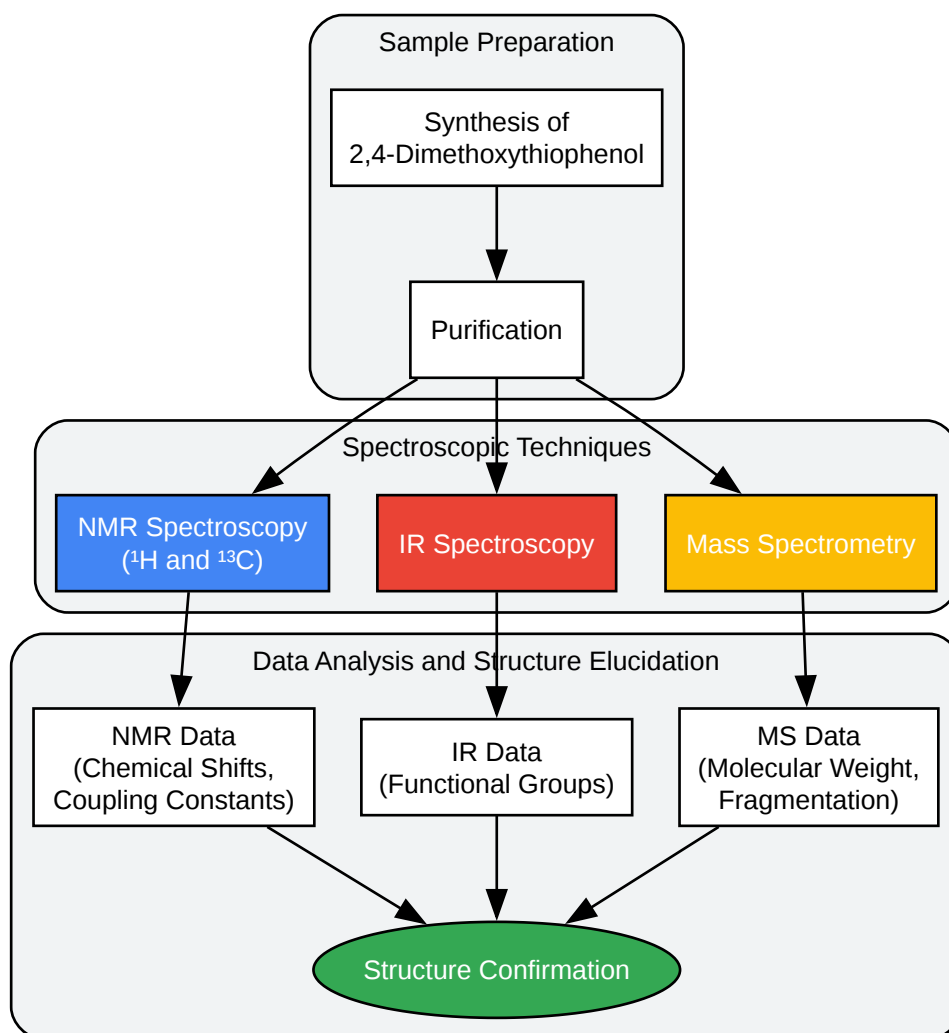 Sample Preparation
Synthesis of
2,4-Dimethoxythiophenol
Purification
Spectroscopic Techniques
NMR Spectroscopy
(¹H and ¹³C)
IR Spectroscopy
Mass Spectrometry
Data Analysis and Structure Elucidation
NMR Data
(Chemical Shifts,
Coupling Constants)
IR Data
(Functional Groups)
MS Data
(Molecular Weight,
Fragmentation)
Structure Confirmation